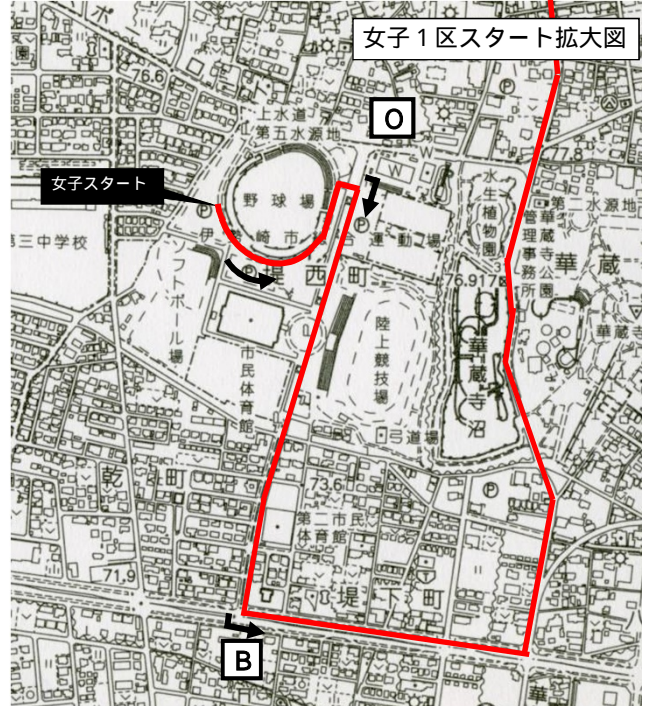 女子1区スタート拡大図
ポ
文
園
76.6
上水道
第五水源地
O
W
W
77.8
女子スタート
野球場
水生植物園
第二水源地
華蔵寺公園
管理事務所
伊
崎市
運動場
第三中学校
堤西町
76.917
華蔵
華蔵寺
ソフトボール場
陸上競技場
華蔵寺沼
市民体育館
弓道場
乾町
73.6
第二市民
体育館
71.9
堤下町
B
華